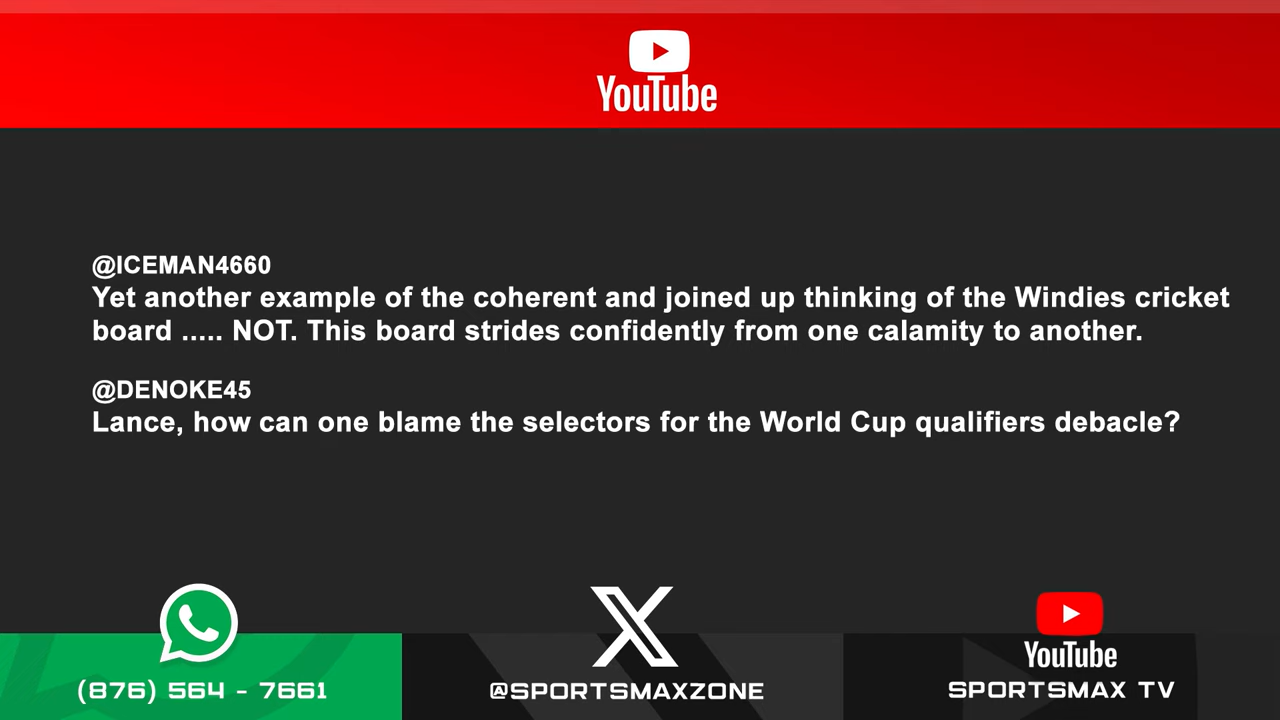 YouTube
@ICEMAN4660
Yet another example of the coherent and joined up thinking of the Windies cricket
board ..... NOT. This board strides confidently from one calamity to another.
@DENOKE45
Lance, how can one blame the selectors for the World Cup qualifiers debacle?
(876) 564 - 7661
@SPORTSMAXZONE
YouTube
SPORTSMAX TV